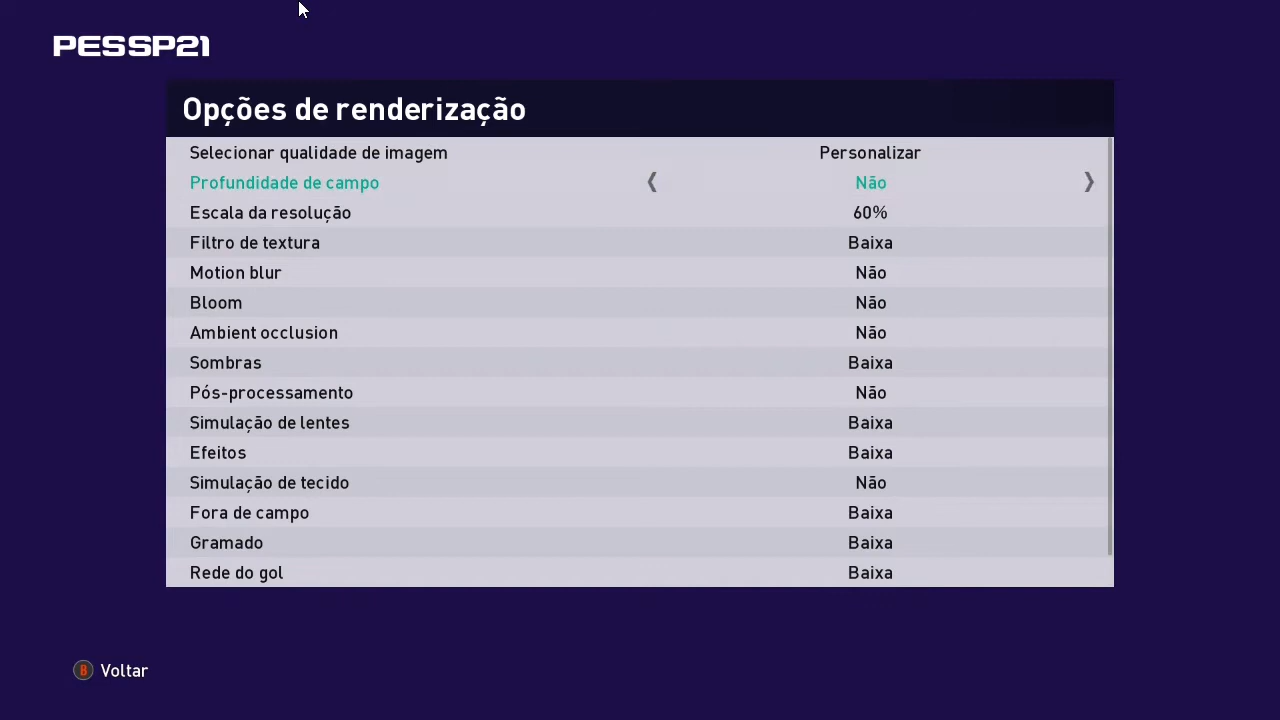 PESSP21
Opções de renderização
Selecionar qualidade de imagem Personalizar
Profundidade de campo Não
Escala da resolução 60%
Filtro de textura Baixa
Motion blur Não
Bloom Não
Ambient occlusion Não
Sombras Baixa
Pós-processamento Não
Simulação de lentes Baixa
Efeitos Baixa
Simulação de tecido Não
Fora de campo Baixa
Gramado Baixa
Rede do gol Baixa
B Voltar